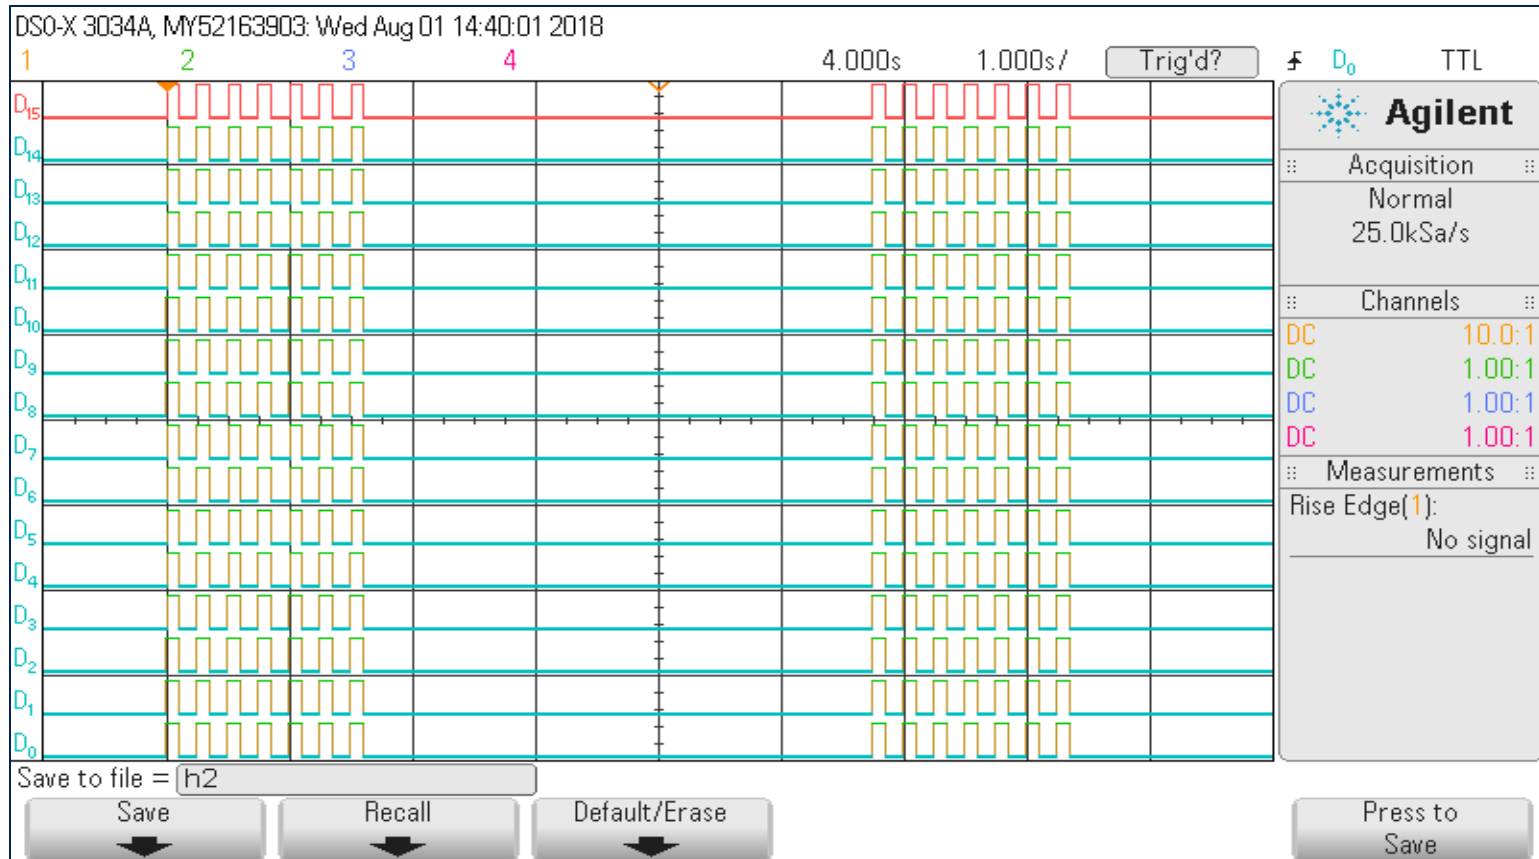 DSO-X 3034A, MY52163903: Wed Aug 01 14:40:01 2018
1 2 3 4 4.000s 1.000s/ Trig'd? D0 TTL
Agilent
Acquisition
Normal
25.0kSa/s
Channels
DC 10.0:1
DC 1.00:1
DC 1.00:1
DC 1.00:1
Measurements
Rise Edge(1):
No signal
D15
D14
D13
D12
D11
D10
D9
D8
D7
D6
D5
D4
D3
D2
D1
D0
Save to file = h2
Save Recall Default/Erase Press to
Save